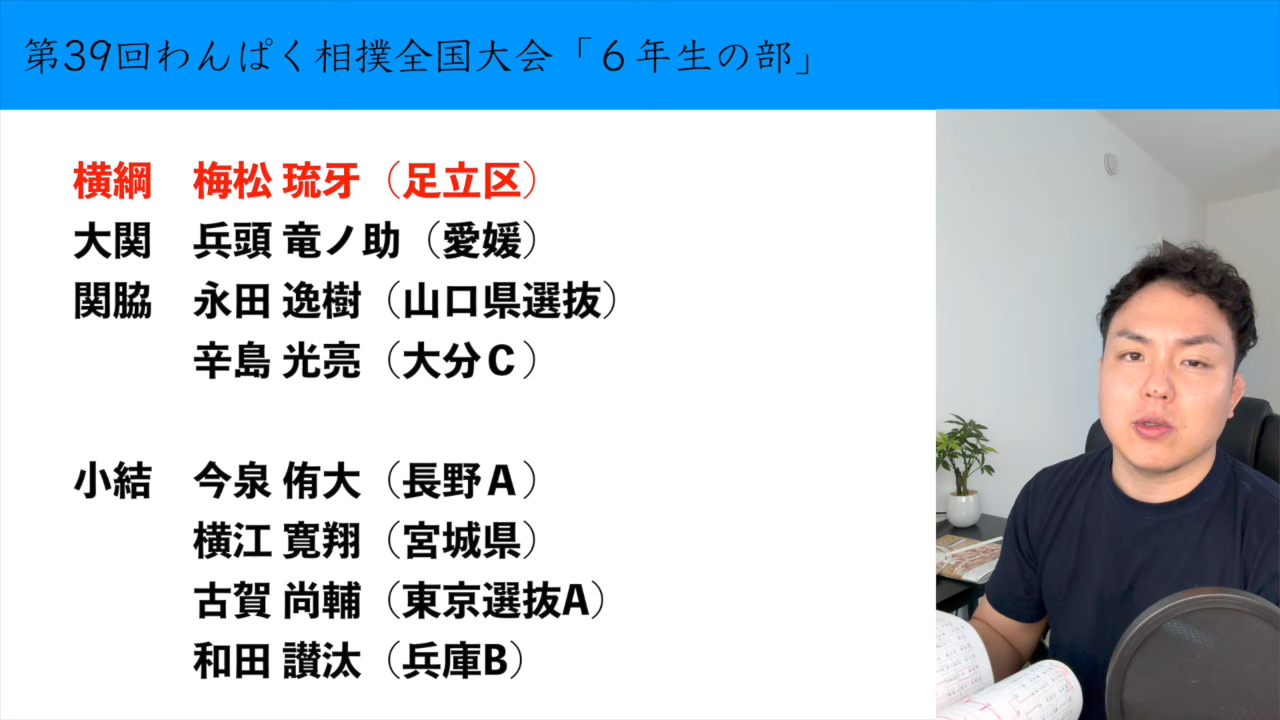 第39回わんぱく相撲全国大会「６年生の部」
横綱　梅松 琉牙（足立区）
大関　兵頭 竜ノ助（愛媛）
関脇　永田 逸樹（山口県選抜）
辛島 光亮（大分Ｃ）
小結　今泉 侑大（長野Ａ）
横江 寛翔（宮城県）
古賀 尚輔（東京選抜A）
和田 讃汰（兵庫B）